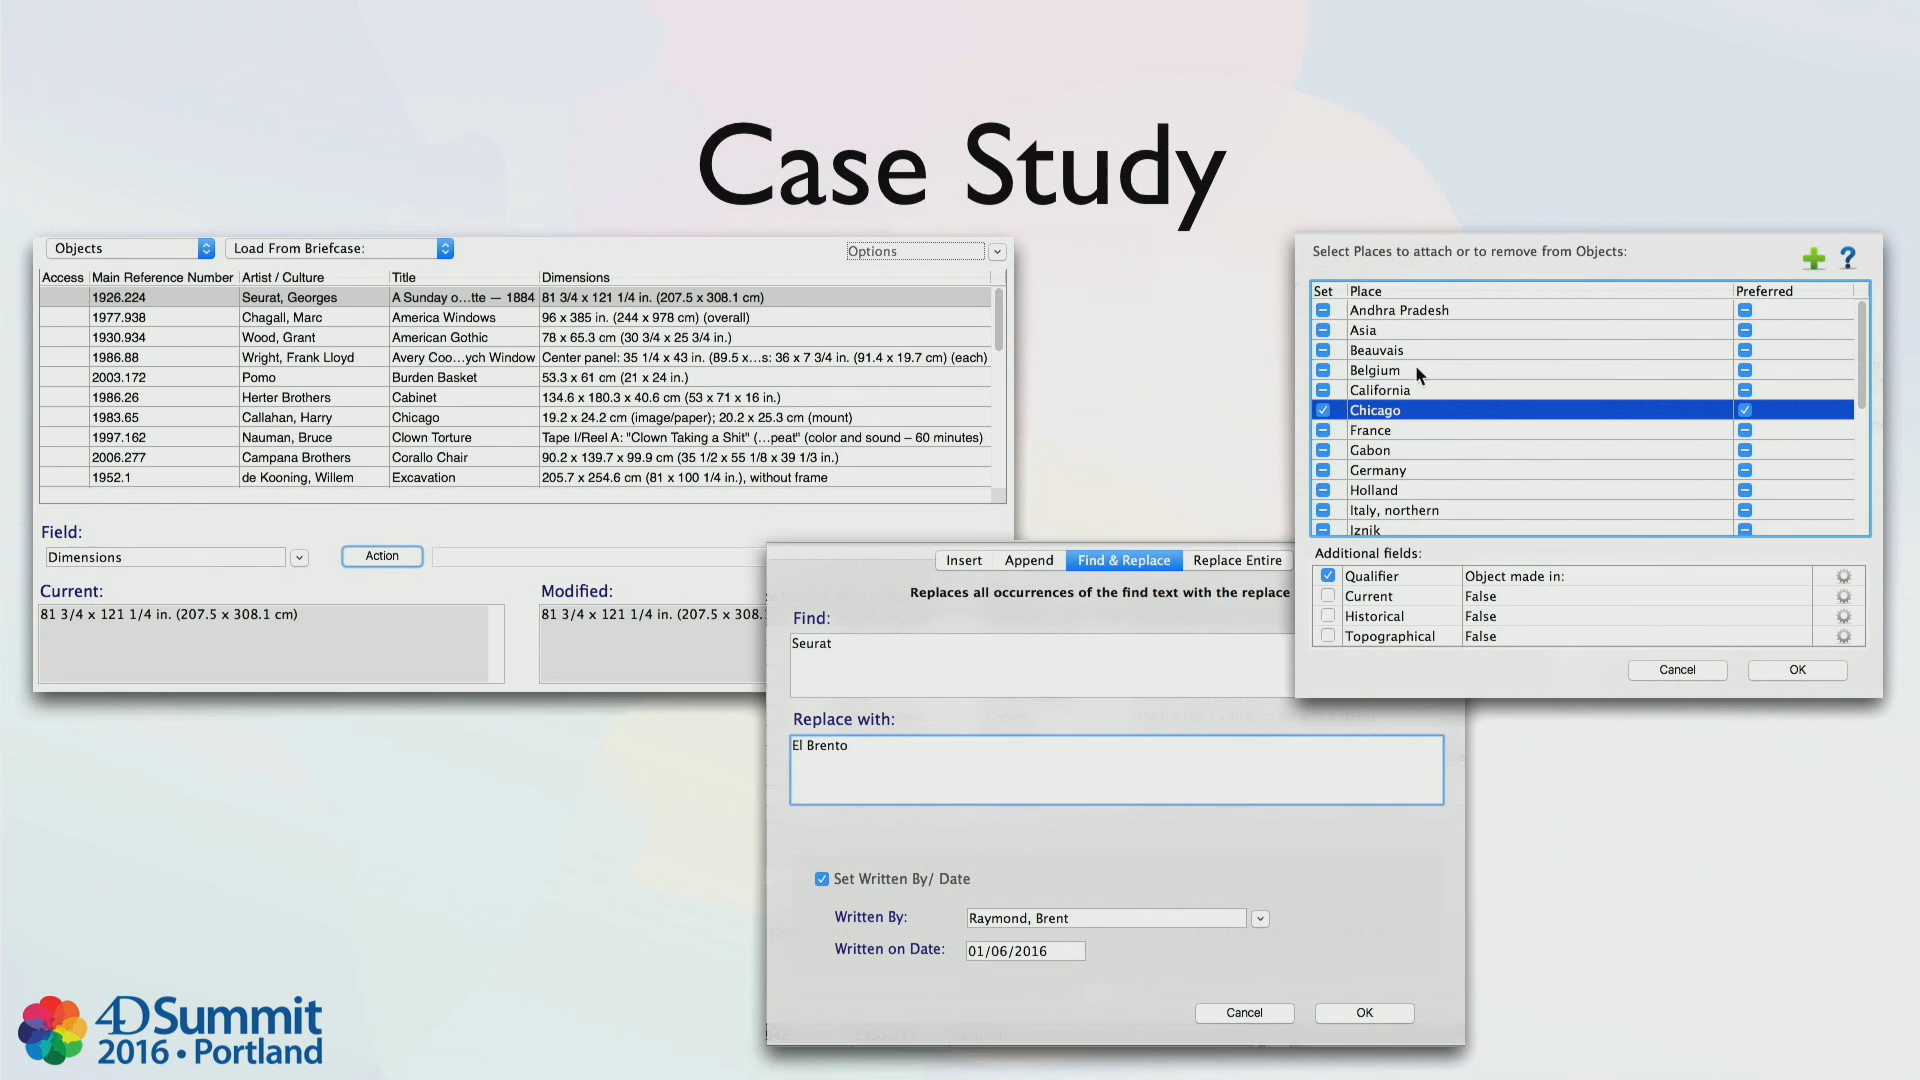 Case Study
Objects Load From Briefcase: Options
Access Main Reference Number Artist / Culture Title Dimensions
1926.224 Seurat, Georges A Sunday o…tte — 1884 81 3/4 x 121 1/4 in. (207.5 x 308.1 cm)
1977.938 Chagall, Marc America Windows 96 x 385 in. (244 x 978 cm) (overall)
1930.934 Wood, Grant American Gothic 78 x 65.3 cm (30 3/4 x 25 3/4 in.)
1986.88 Wright, Frank Lloyd Avery Coo…ych Window Center panel: 35 1/4 x 43 in. (89.5 x…s: 36 x 7 3/4 in. (91.4 x 19.7 cm) (each)
2003.172 Pomo Burden Basket 53.3 x 61 cm (21 x 24 in.)
1986.26 Herter Brothers Cabinet 134.6 x 180.3 x 40.6 cm (53 x 71 x 16 in.)
1983.65 Callahan, Harry Chicago 19.2 x 24.2 cm (image/paper); 20.2 x 25.3 cm (mount)
1997.162 Nauman, Bruce Clown Torture Tape I/Reel A: "Clown Taking a Shit" (…peat" (color and sound – 60 minutes)
2006.277 Campana Brothers Corallo Chair 90.2 x 139.7 x 99.9 cm (35 1/2 x 55 1/8 x 39 1/3 in.)
1952.1 de Kooning, Willem Excavation 205.7 x 254.6 cm (81 x 100 1/4 in.), without frame
Field:
Dimensions Action
Current: Modified:
81 3/4 x 121 1/4 in. (207.5 x 308.1 cm) 81 3/4 x 121 1/4 in. (207.5 x 308.
Insert Append Find & Replace Replace Entire
Replaces all occurrences of the find text with the replace
Find:
Seurat
Replace with:
El Brento
Set Written By/ Date
Written By: Raymond, Brent
Written on Date: 01/06/2016
Cancel OK
Select Places to attach or to remove from Objects:
Set Place Preferred
Andhra Pradesh
Asia
Beauvais
Belgium
California
Chicago
France
Gabon
Germany
Holland
Italy, northern
Iznik
Additional fields:
Qualifier Object made in:
Current False
Historical False
Topographical False
Cancel OK
4D Summit
2016 • Portland